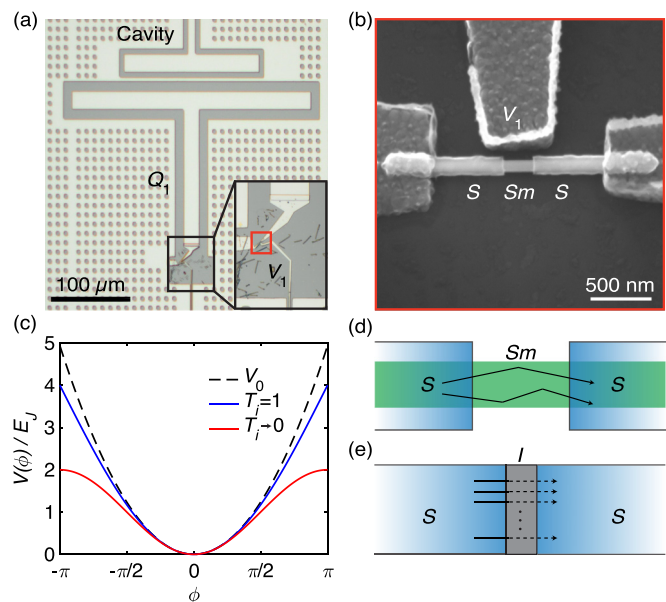 (a)
Cavity
Q1
V1
100 µm
(b)
V1
S Sm S
500 nm
(c)
V(ϕ) / EJ
5
4
3
2
1
0
V0
Ti=1
Ti→0
-π -π/2 0 π/2 π
ϕ
(d)
Sm
S S
(e)
I
S S